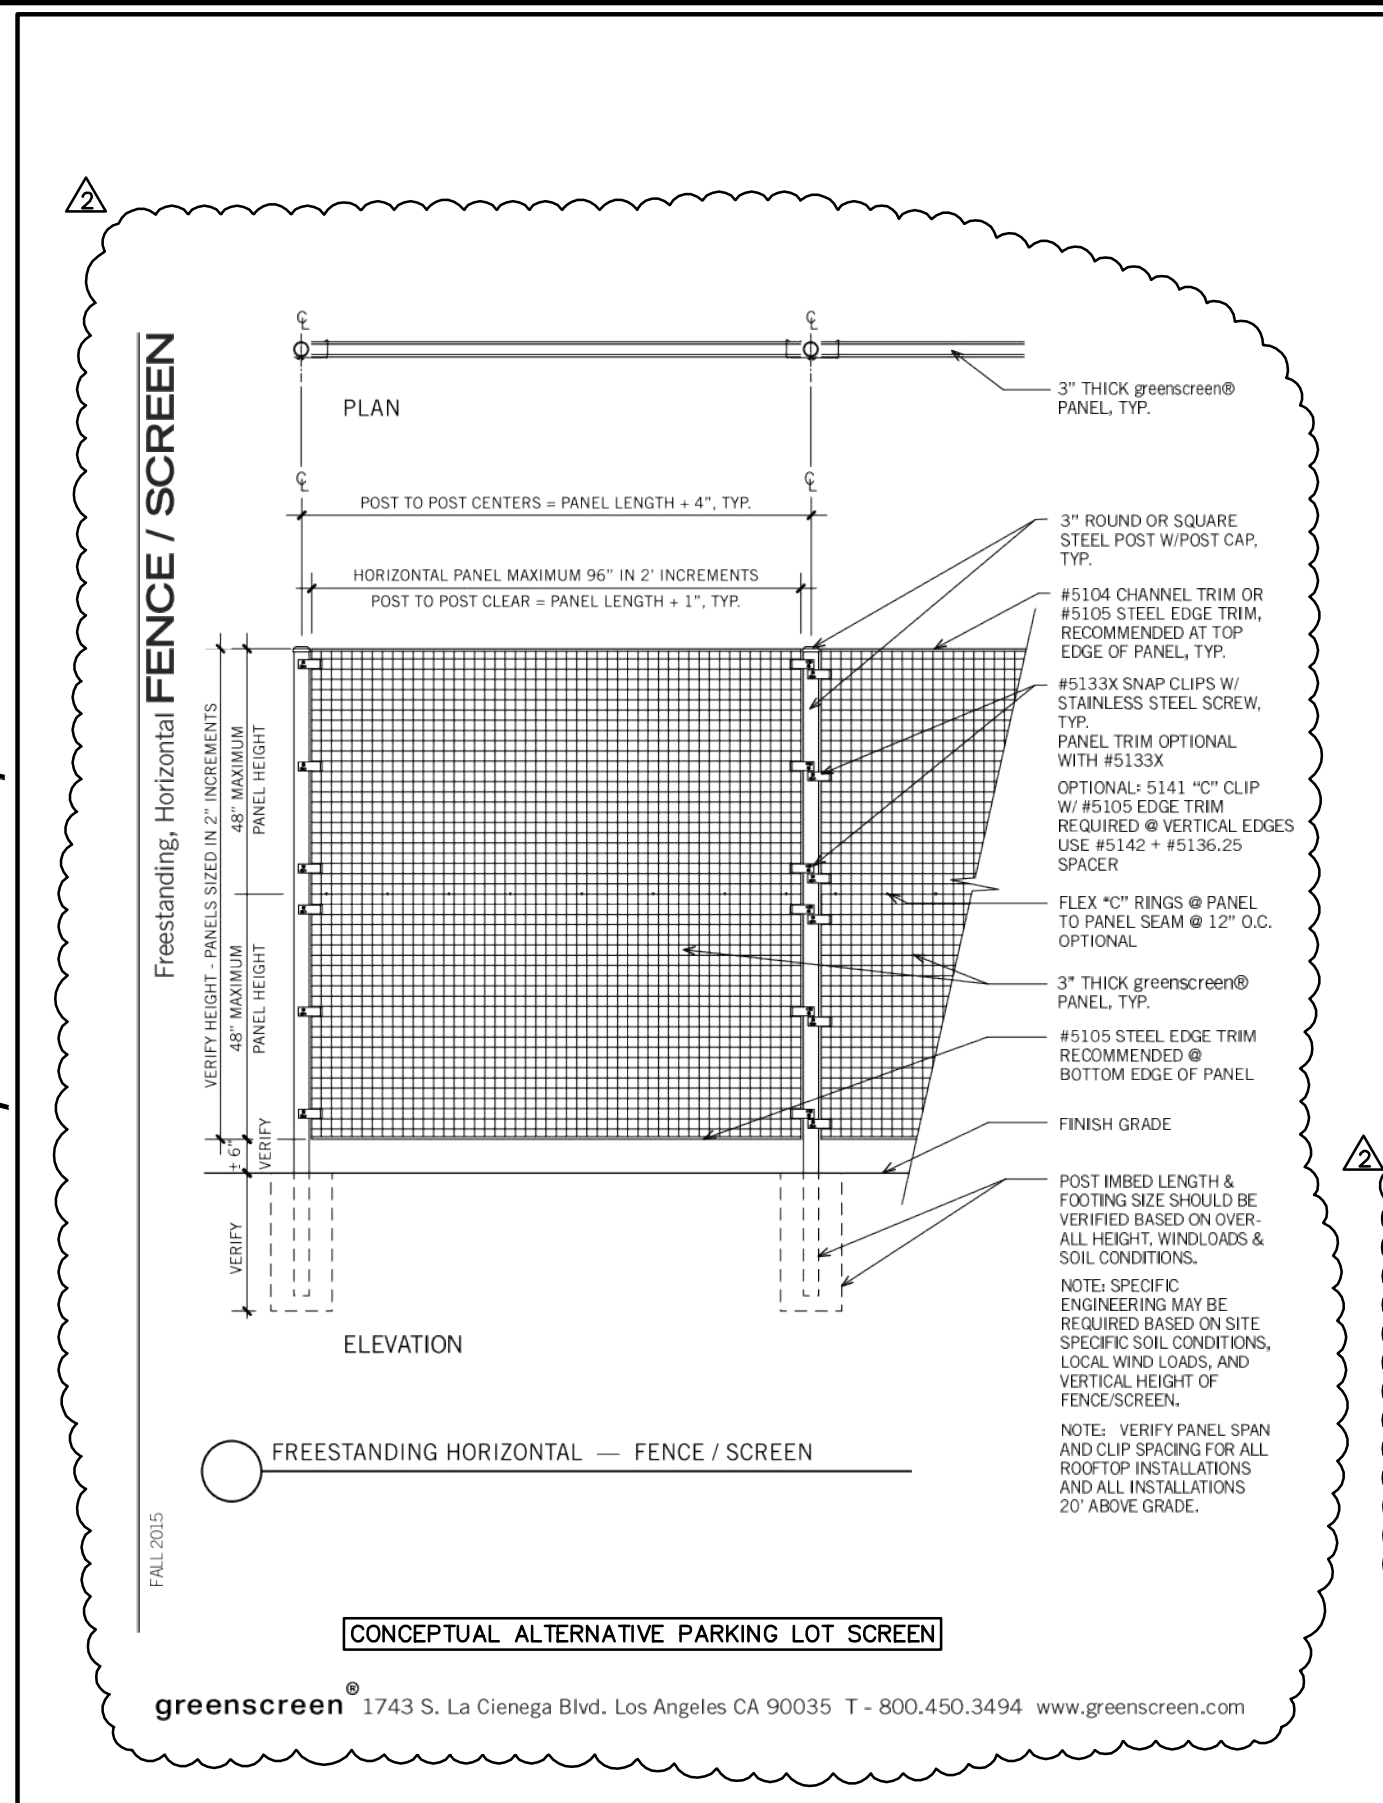 2
Freestanding, Horizontal FENCE / SCREEN
FALL 2015
℄
℄
3" THICK greenscreen®
PANEL, TYP.
PLAN
℄
℄
POST TO POST CENTERS = PANEL LENGTH + 4", TYP.
3" ROUND OR SQUARE
STEEL POST W/POST CAP,
TYP.
HORIZONTAL PANEL MAXIMUM 96" IN 2' INCREMENTS
POST TO POST CLEAR = PANEL LENGTH + 1", TYP.
#5104 CHANNEL TRIM OR
#5105 STEEL EDGE TRIM,
RECOMMENDED AT TOP
EDGE OF PANEL, TYP.
#5133X SNAP CLIPS W/
STAINLESS STEEL SCREW,
TYP.
PANEL TRIM OPTIONAL
WITH #5133X
OPTIONAL: 5141 "C" CLIP
W/ #5105 EDGE TRIM
REQUIRED @ VERTICAL EDGES
USE #5142 + #5136.25
SPACER
FLEX "C" RINGS @ PANEL
TO PANEL SEAM @ 12" O.C.
OPTIONAL
3" THICK greenscreen®
PANEL, TYP.
#5105 STEEL EDGE TRIM
RECOMMENDED @
BOTTOM EDGE OF PANEL
FINISH GRADE
POST IMBED LENGTH &
FOOTING SIZE SHOULD BE
VERIFIED BASED ON OVER-
ALL HEIGHT, WINDLOADS &
SOIL CONDITIONS.
NOTE: SPECIFIC
ENGINEERING MAY BE
REQUIRED BASED ON SITE
SPECIFIC SOIL CONDITIONS,
LOCAL WIND LOADS, AND
VERTICAL HEIGHT OF
FENCE/SCREEN.
NOTE: VERIFY PANEL SPAN
AND CLIP SPACING FOR ALL
ROOFTOP INSTALLATIONS
AND ALL INSTALLATIONS
20' ABOVE GRADE.
VERIFY HEIGHT - PANELS SIZED IN 2" INCREMENTS
48" MAXIMUM
PANEL HEIGHT
48" MAXIMUM
PANEL HEIGHT
± 6"
VERIFY
VERIFY
ELEVATION
FREESTANDING HORIZONTAL — FENCE / SCREEN
CONCEPTUAL ALTERNATIVE PARKING LOT SCREEN
greenscreen® 1743 S. La Cienega Blvd. Los Angeles CA 90035 T - 800.450.3494 www.greenscreen.com
2